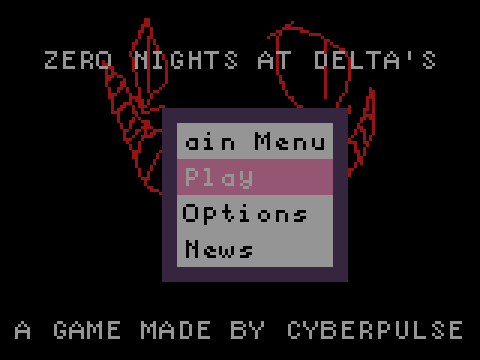 ZERO NIGHTS AT DELTA'S
ain Menu
Play
Options
News
A GAME MADE BY CYBERPULSE